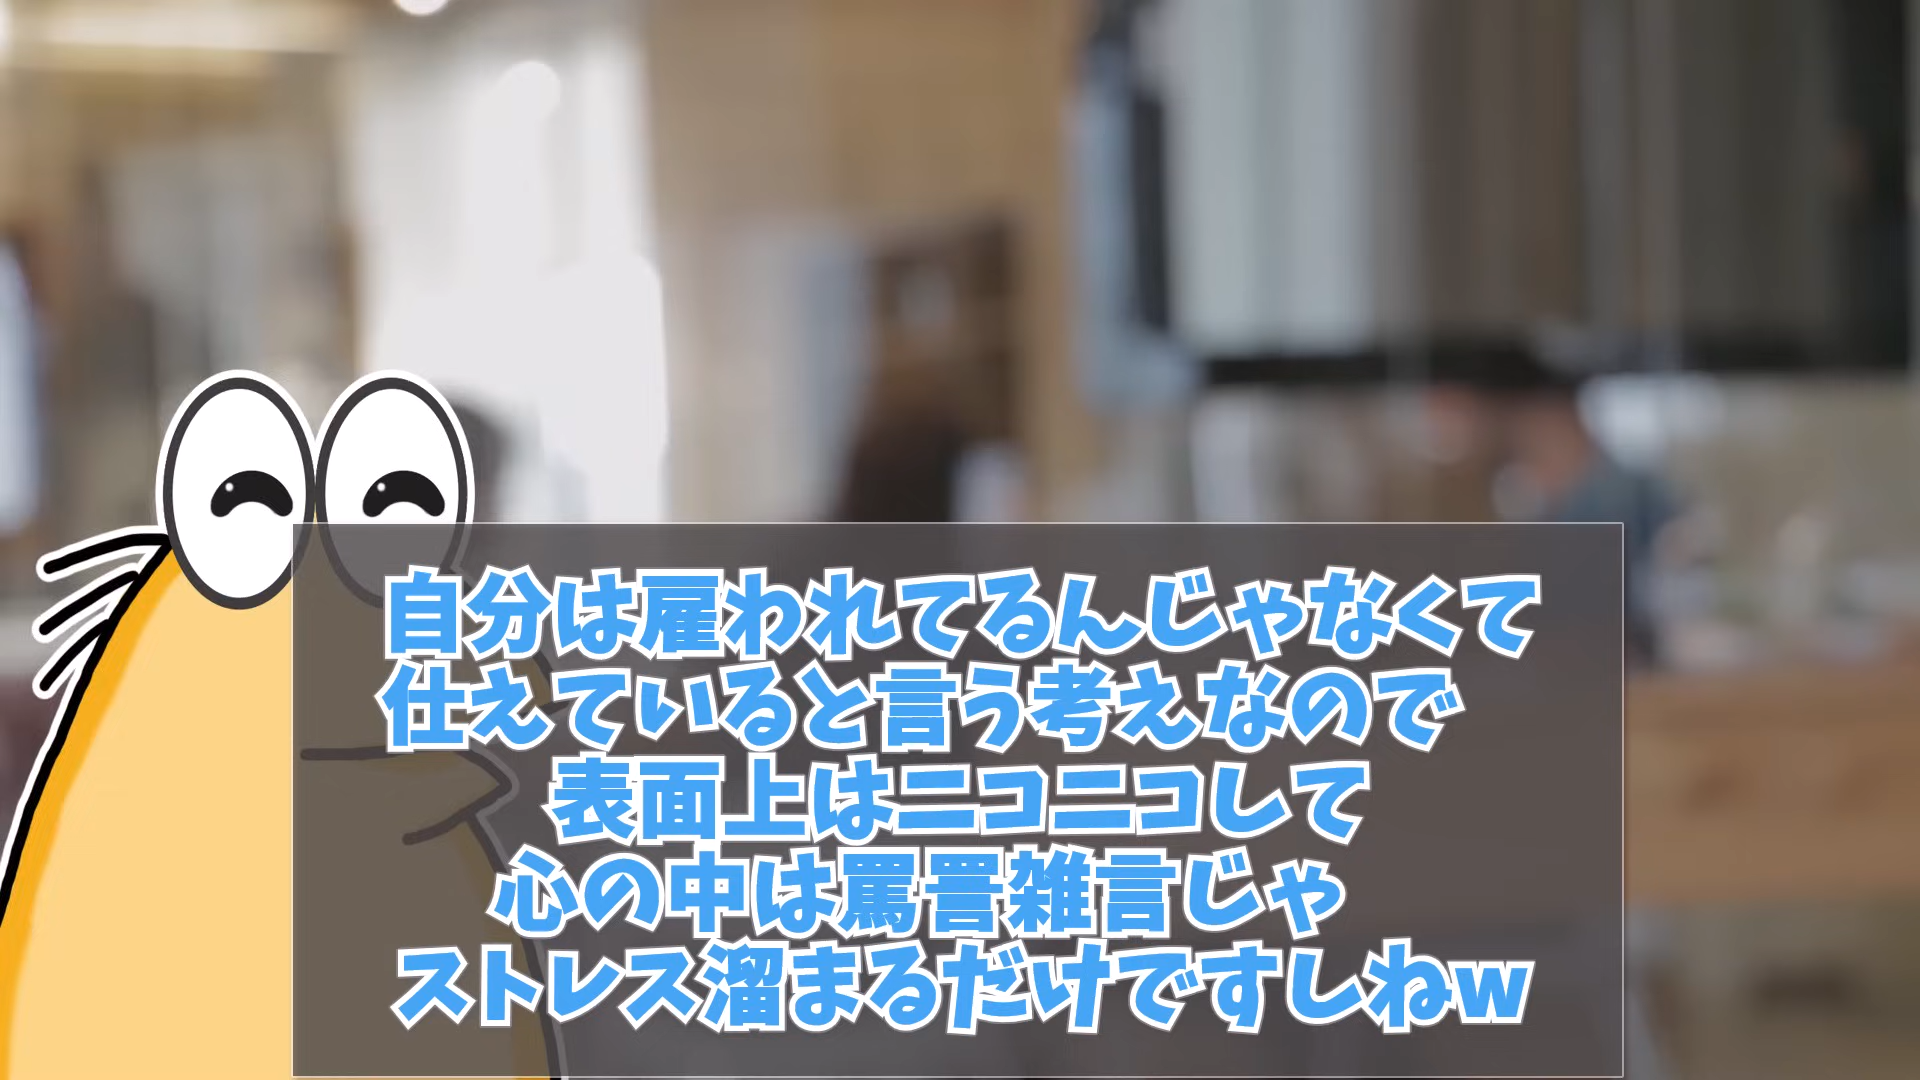 自分は雇われてるんじゃなくて
仕えていると言う考えなので
表面上はニコニコして
心の中は罵詈雑言じゃ
ストレス溜まるだけですしねw